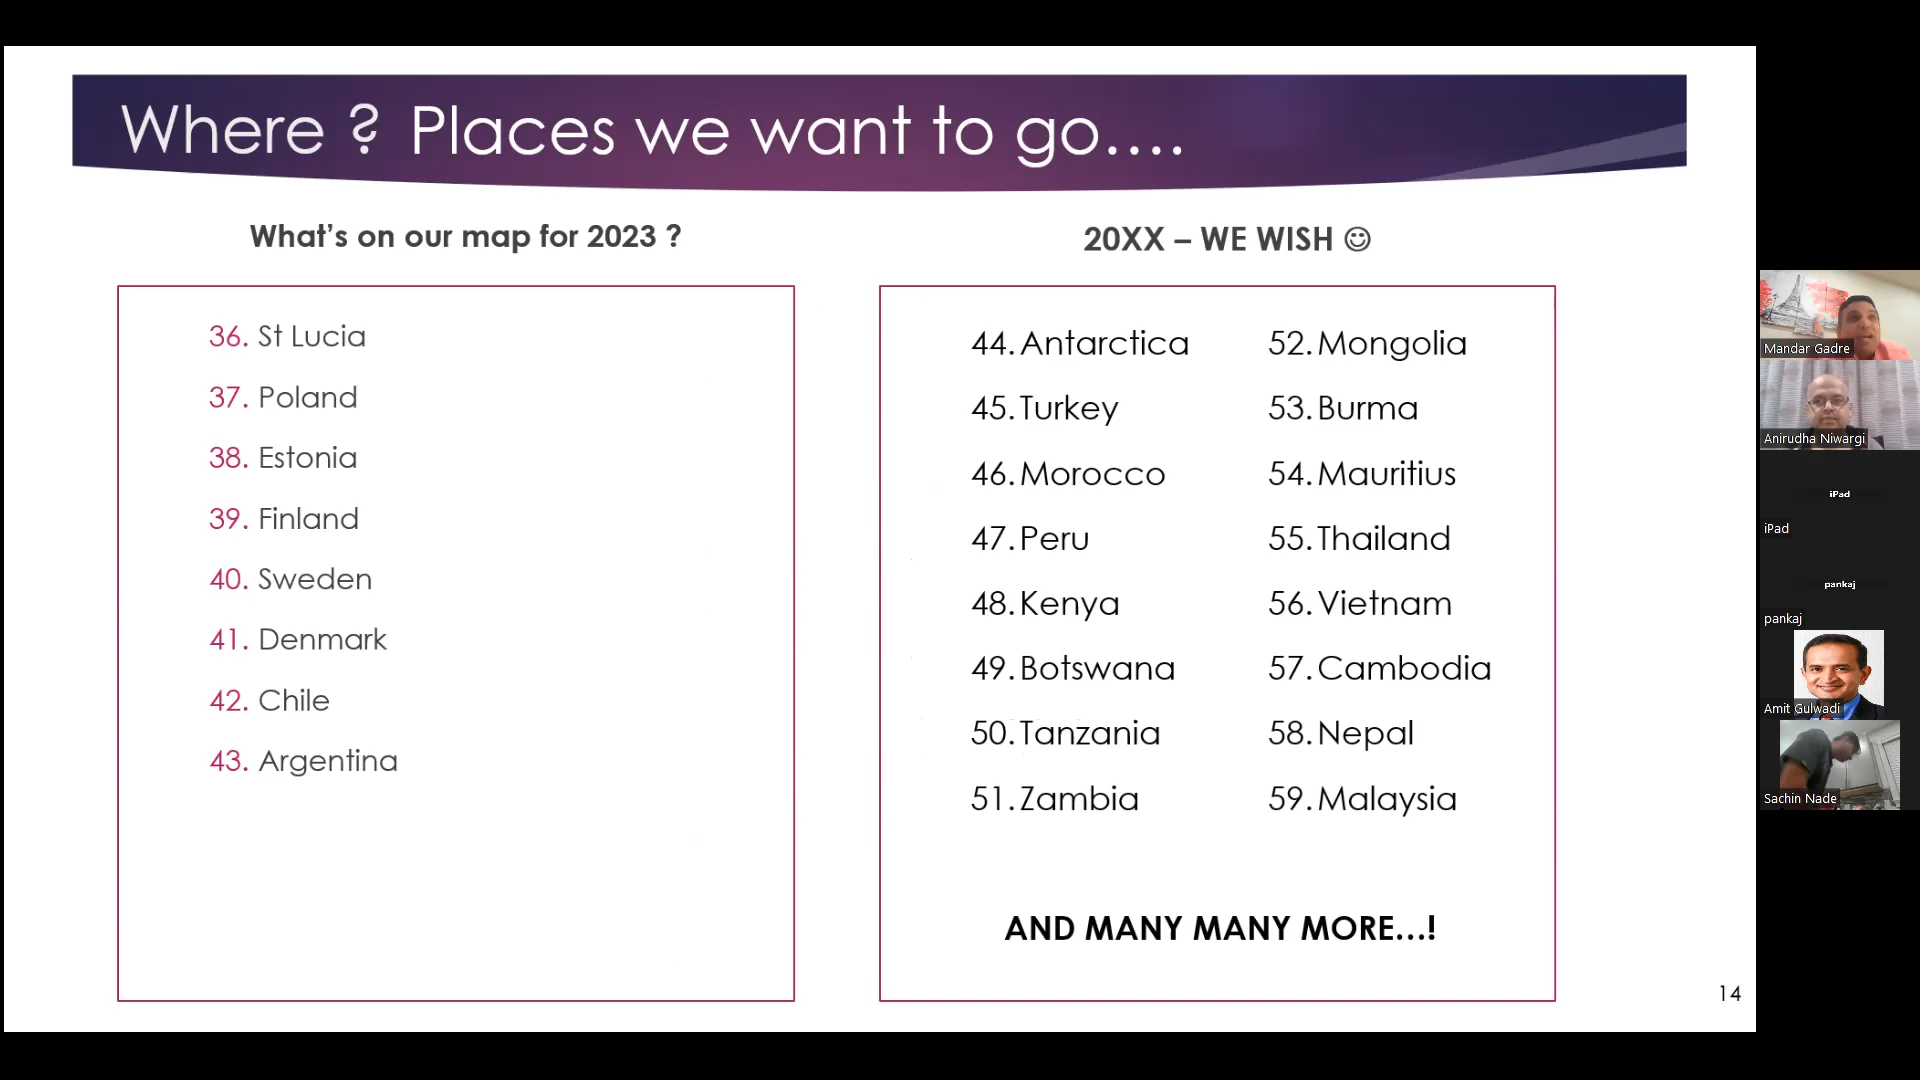 Where ? Places we want to go....
What's on our map for 2023 ?
36. St Lucia
37. Poland
38. Estonia
39. Finland
40. Sweden
41. Denmark
42. Chile
43. Argentina
20XX – WE WISH ☺
44. Antarctica
45. Turkey
46. Morocco
47. Peru
48. Kenya
49. Botswana
50. Tanzania
51. Zambia
52. Mongolia
53. Burma
54. Mauritius
55. Thailand
56. Vietnam
57. Cambodia
58. Nepal
59. Malaysia
AND MANY MANY MORE...!
14
Mandar Gadre
Anirudha Niwargi
iPad
iPad
pankaj
pankaj
Amit Gulwadi
Sachin Nade